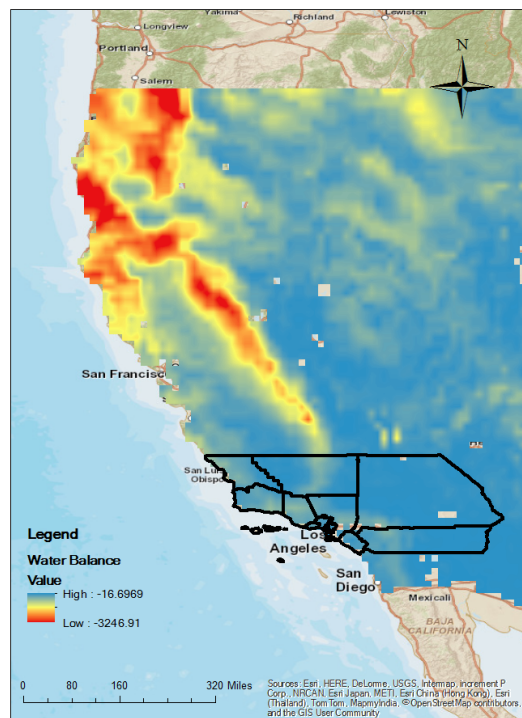 Yakima
Lewiston
Longview
Richland
Portland
Salem
N
San Francisc
San Luis
Obispo
Los
Angeles
San
Diego
Mexicali
BAJA
CALIFORNIA
Legend
Water Balance
Value
High : -16.6969
Low : -3246.91
0 80 160 320 Miles
Sources: Esri, HERE, DeLorme, USGS, Intermap, increment P
Corp., NRCAN, Esri Japan, METI, Esri China (Hong Kong), Esri
(Thailand), TomTom, MapmyIndia, © OpenStreetMap contributors,
and the GIS User Community